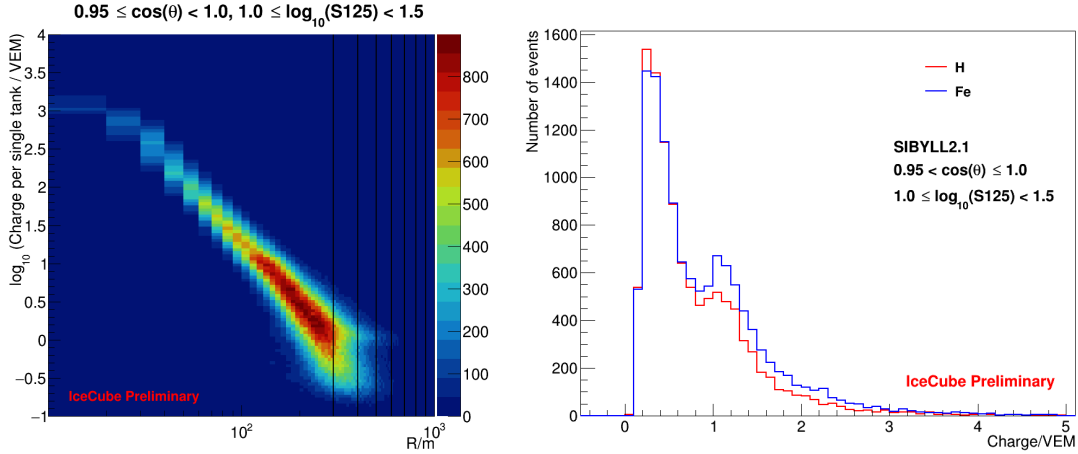 0.95 ≤ cos(θ) < 1.0, 1.0 ≤ log₁₀(S125) < 1.5
log₁₀ (Charge per single tank / VEM)
4
3.5
3
2.5
2
1.5
1
0.5
0
−0.5
−1
IceCube Preliminary
10²
10³
R/m
800
700
600
500
400
300
200
100
0
Number of events
1600
1400
1200
1000
800
600
400
200
0
H
Fe
SIBYLL2.1
0.95 < cos(θ) ≤ 1.0
1.0 ≤ log₁₀(S125) < 1.5
IceCube Preliminary
0 1 2 3 4 5
Charge/VEM